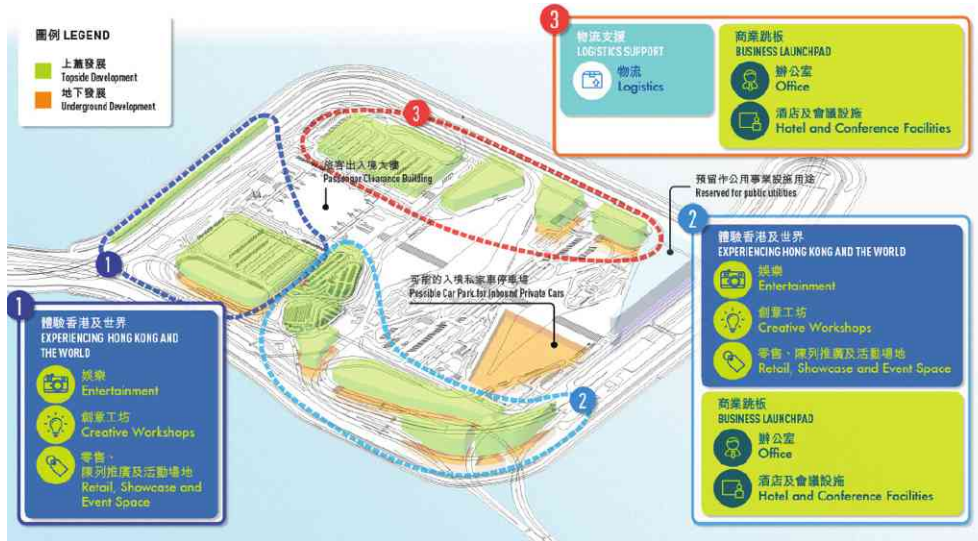 圖例 LEGEND
上蓋發展
Topside Development
地下發展
Underground Development
3
物流支援
LOGISTICS SUPPORT
物流
Logistics
商業跳板
BUSINESS LAUNCHPAD
辦公室
Office
酒店及會議設施
Hotel and Conference Facilities
3
旅客出入境大樓
Passenger Clearance Building
預留作公用事業設施用途
Reserved for public utilities
1
可能的入境私家車停車場
Possible Car Park for Inbound Private Cars
2
1
體驗香港及世界
EXPERIENCING HONG KONG AND
THE WORLD
娛樂
Entertainment
創意工坊
Creative Workshops
零售、
陳列推廣及活動場地
Retail, Showcase and
Event Space
2
體驗香港及世界
EXPERIENCING HONG KONG AND THE WORLD
娛樂
Entertainment
創意工坊
Creative Workshops
零售、陳列推廣及活動場地
Retail, Showcase and Event Space
商業跳板
BUSINESS LAUNCHPAD
辦公室
Office
酒店及會議設施
Hotel and Conference Facilities